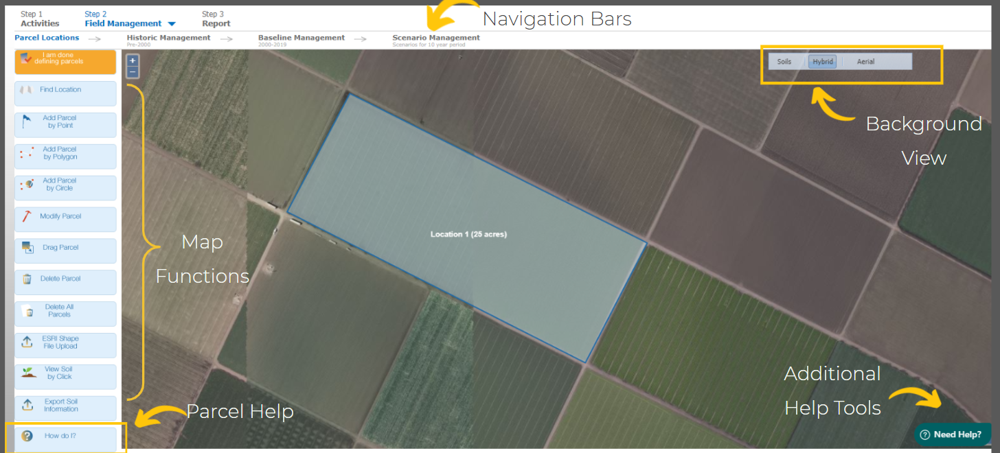 Step 1
Activities
Step 2
Field Management
Step 3
Report
Navigation Bars
Parcel Locations
Historic Management
Pre-2000
Baseline Management
2000-2019
Scenario Management
Scenarios for 10 year period
I am done
defining parcels
Find Location
Add Parcel
by Point
Add Parcel
by Polygon
Add Parcel
by Circle
Modify Parcel
Drag Parcel
Delete Parcel
Delete All
Parcels
ESRI Shape
File Upload
View Soil
by Click
Export Soil
Information
How do I?
+
−
Soils
Hybrid
Aerial
Background
View
Location 1 (25 acres)
Map
Functions
Parcel Help
Additional
Help Tools
? Need Help?